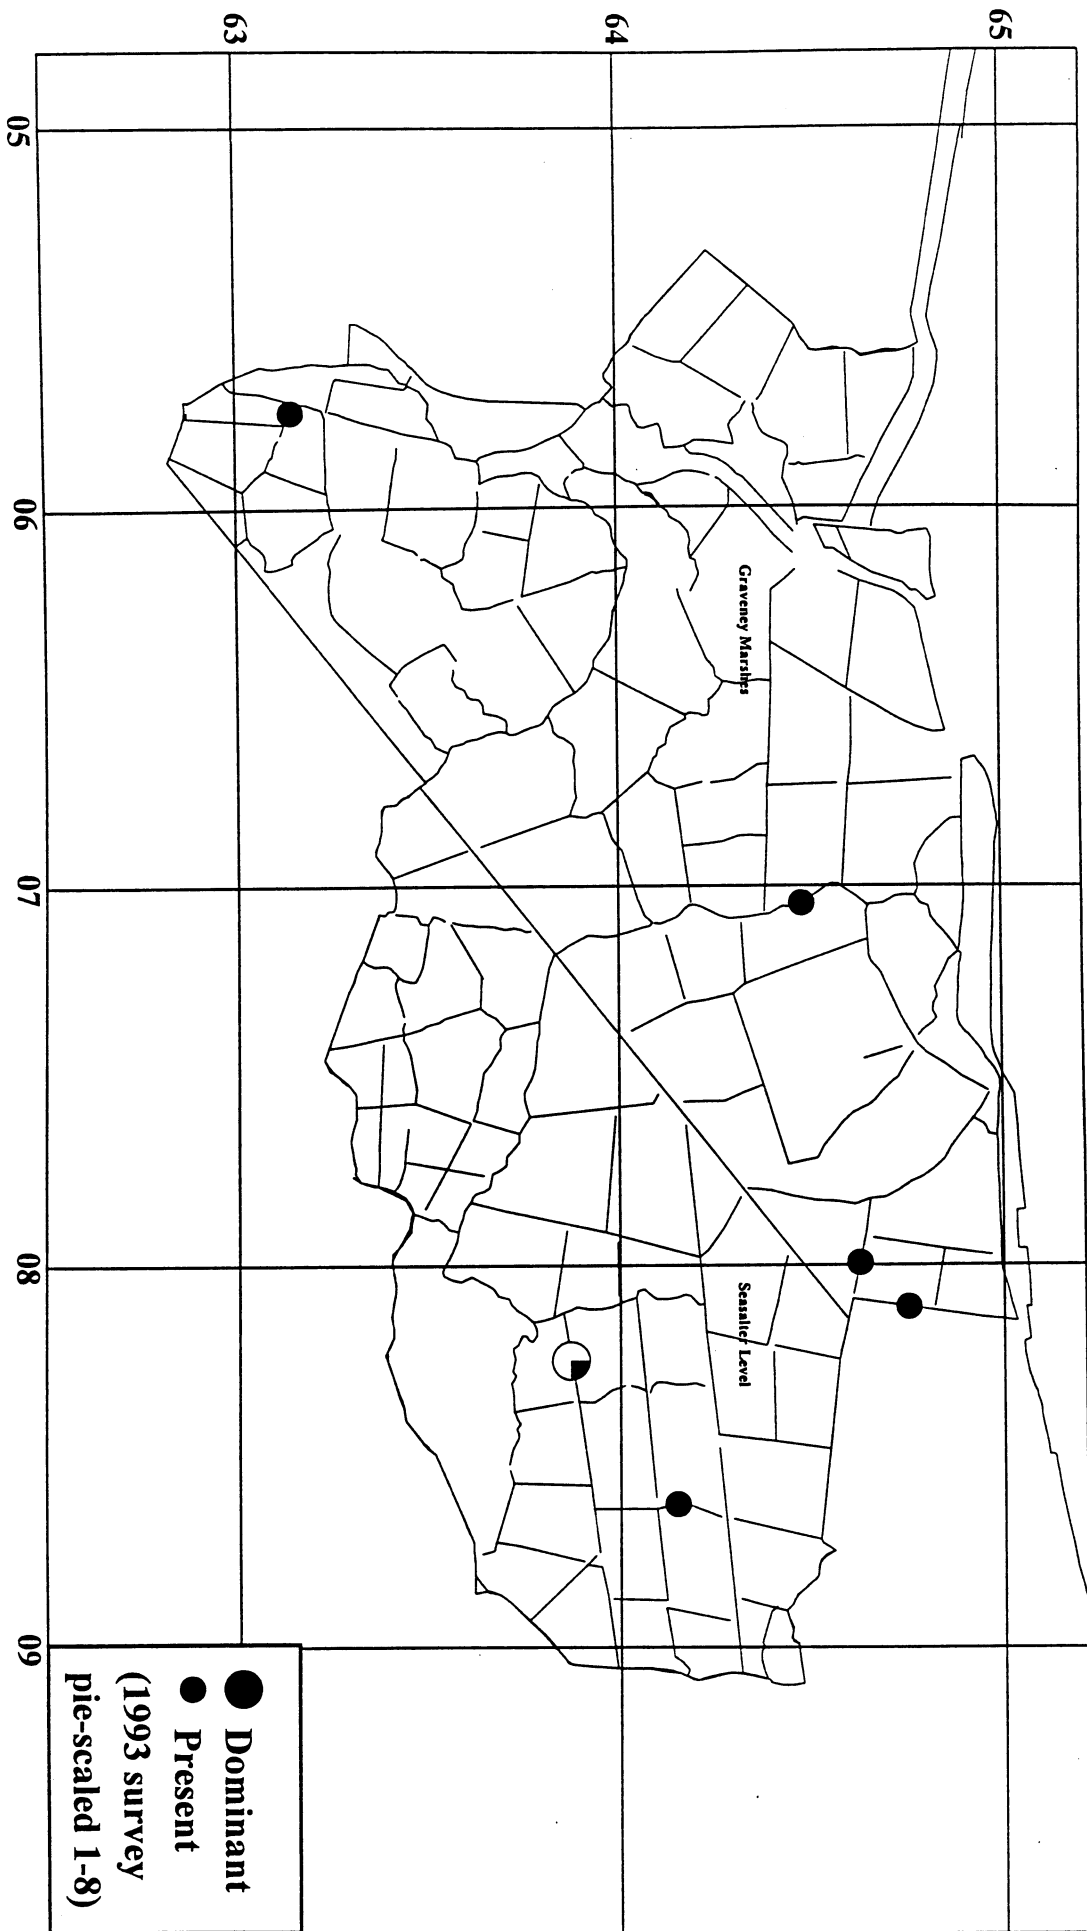 65
64
63
05
06
07
08
09
Graveney Marshes
Seasalter Level
Dominant
Present
(1993 survey
pie-scaled 1-8)